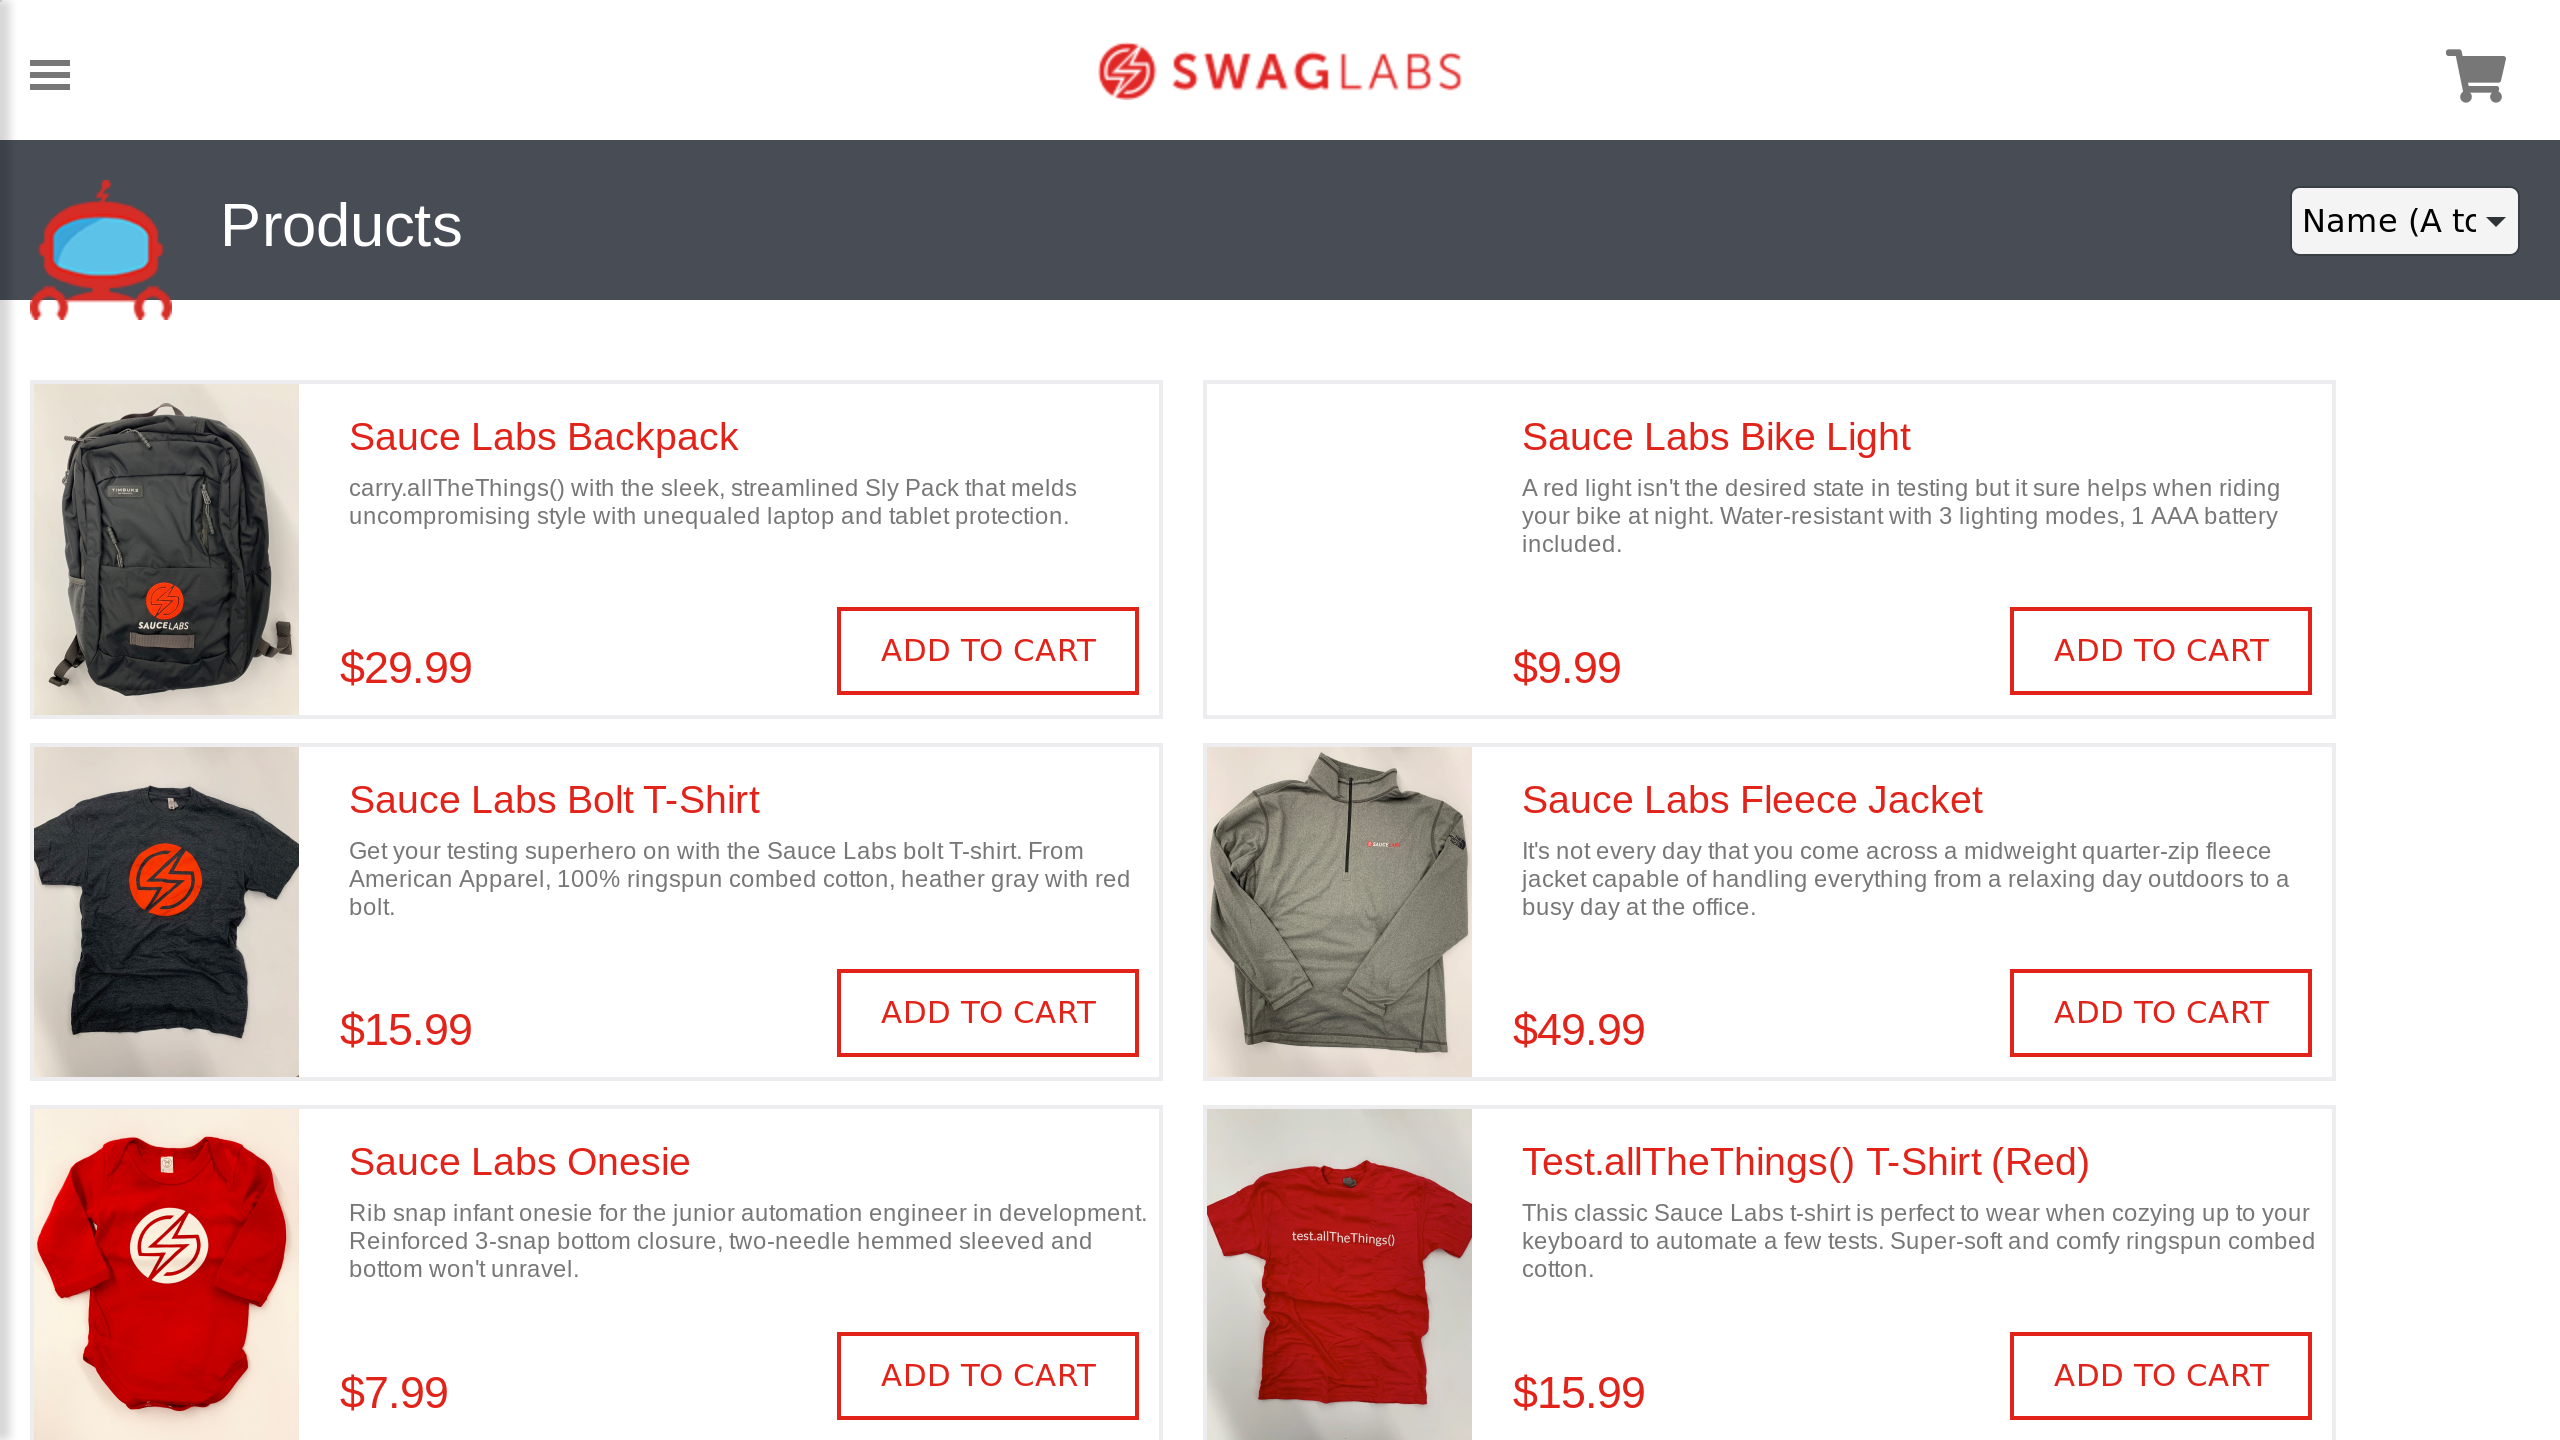 SWAGLABS
Products
Name (A to
Sauce Labs Backpack
carry.allTheThings() with the sleek, streamlined Sly Pack that melds
uncompromising style with unequaled laptop and tablet protection.
$29.99
ADD TO CART
TIMBUK2
SAUCELABS
Sauce Labs Bike Light
A red light isn't the desired state in testing but it sure helps when riding
your bike at night. Water-resistant with 3 lighting modes, 1 AAA battery
included.
$9.99
ADD TO CART
Sauce Labs Bolt T-Shirt
Get your testing superhero on with the Sauce Labs bolt T-shirt. From
American Apparel, 100% ringspun combed cotton, heather gray with red
bolt.
$15.99
ADD TO CART
Sauce Labs Fleece Jacket
It's not every day that you come across a midweight quarter-zip fleece
jacket capable of handling everything from a relaxing day outdoors to a
busy day at the office.
$49.99
ADD TO CART
SAUCELABS
Sauce Labs Onesie
Rib snap infant onesie for the junior automation engineer in development.
Reinforced 3-snap bottom closure, two-needle hemmed sleeved and
bottom won't unravel.
$7.99
ADD TO CART
Test.allTheThings() T-Shirt (Red)
This classic Sauce Labs t-shirt is perfect to wear when cozying up to your
keyboard to automate a few tests. Super-soft and comfy ringspun combed
cotton.
$15.99
ADD TO CART
test.allTheThings()